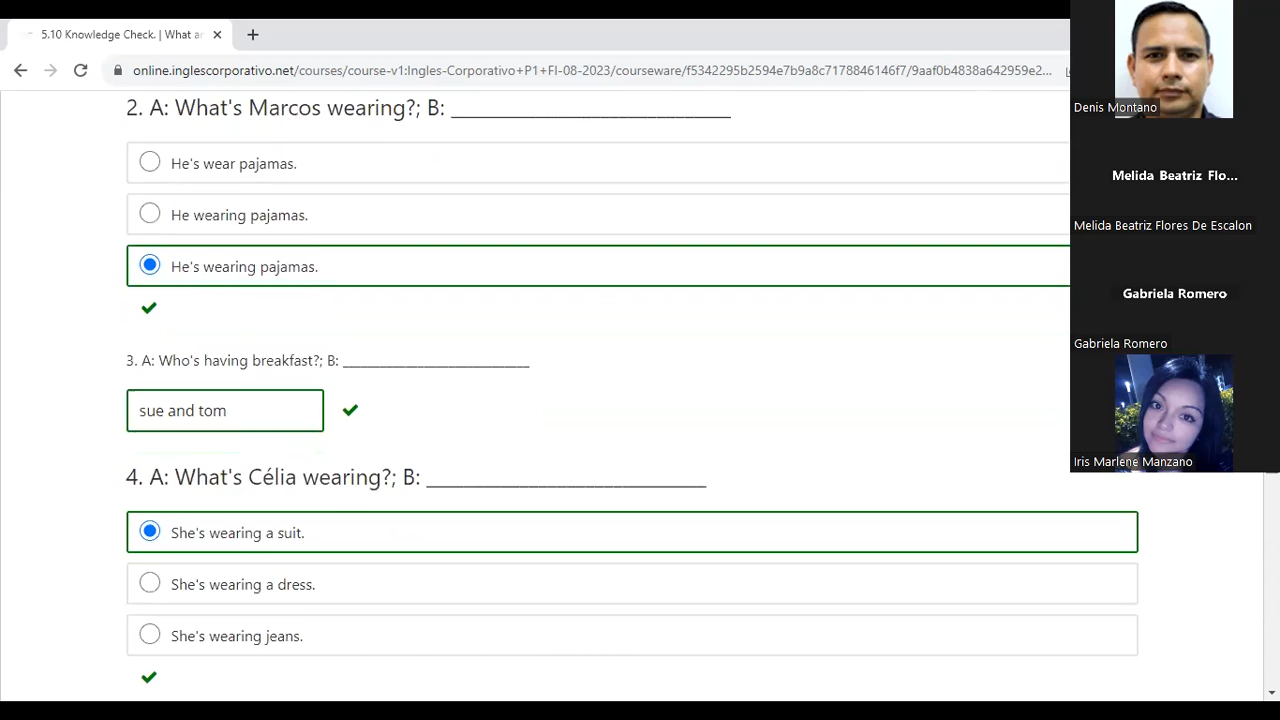 5.10 Knowledge Check. | What ar
online.inglescorporativo.net/courses/course-v1:Ingles-Corporativo+P1+FI-08-2023/courseware/f5342295b2594e7b9a8c7178846146f7/9aaf0b4838a642959e2...
2. A: What's Marcos wearing?; B: ____________________________
He's wear pajamas.
He wearing pajamas.
He's wearing pajamas.
3. A: Who's having breakfast?; B: ____________________________
sue and tom
4. A: What's Célia wearing?; B: ____________________________
She's wearing a suit.
She's wearing a dress.
She's wearing jeans.
Denis Montano
Melida Beatriz Flo...
Melida Beatriz Flores De Escalon
Gabriela Romero
Gabriela Romero
Iris Marlene Manzano